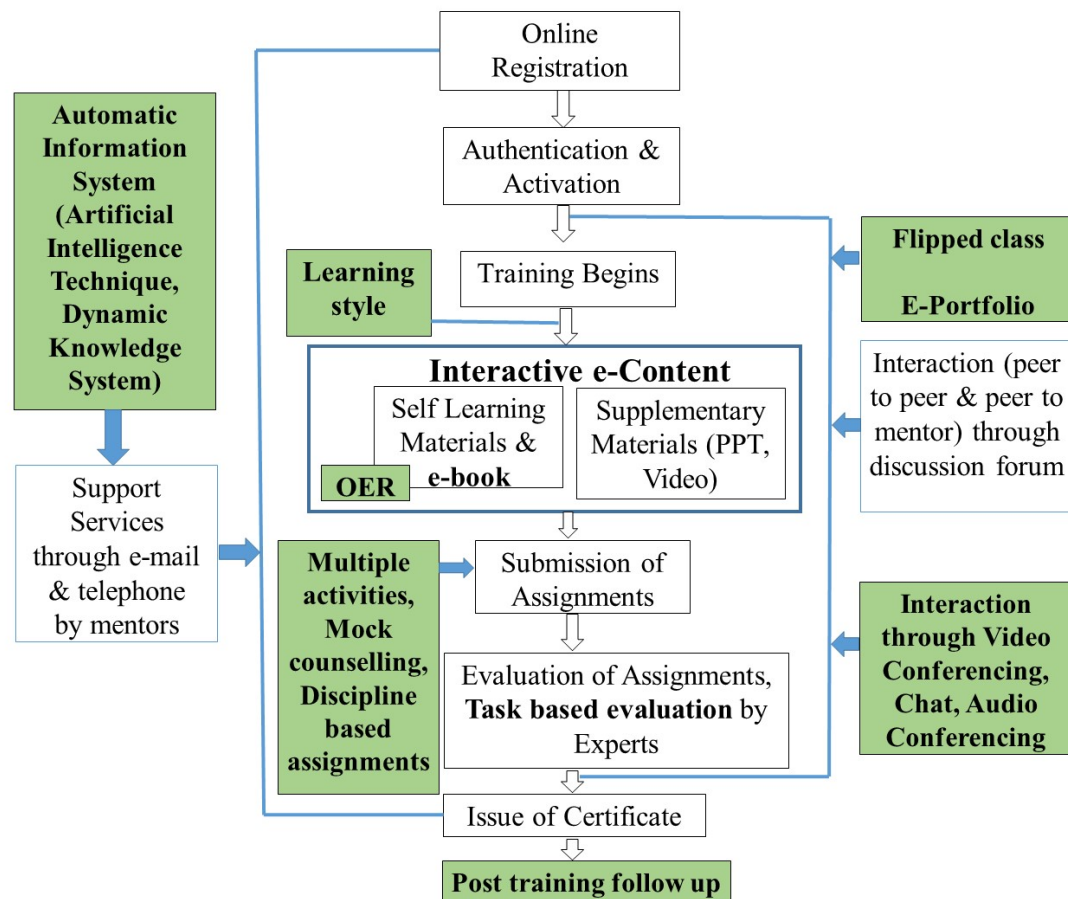 Online
Registration
Automatic
Information
System
(Artificial
Intelligence
Technique,
Dynamic
Knowledge
System)
Authentication &
Activation
Flipped class
E-Portfolio
Learning
style
Training Begins
Interactive e-Content
Self Learning
Materials &
e-book
OER
Supplementary
Materials (PPT,
Video)
Interaction (peer
to peer & peer to
mentor) through
discussion forum
Support
Services
through e-mail
& telephone
by mentors
Multiple
activities,
Mock
counselling,
Discipline
based
assignments
Submission of
Assignments
Interaction
through Video
Conferencing,
Chat, Audio
Conferencing
Evaluation of Assignments,
Task based evaluation by
Experts
Issue of Certificate
Post training follow up